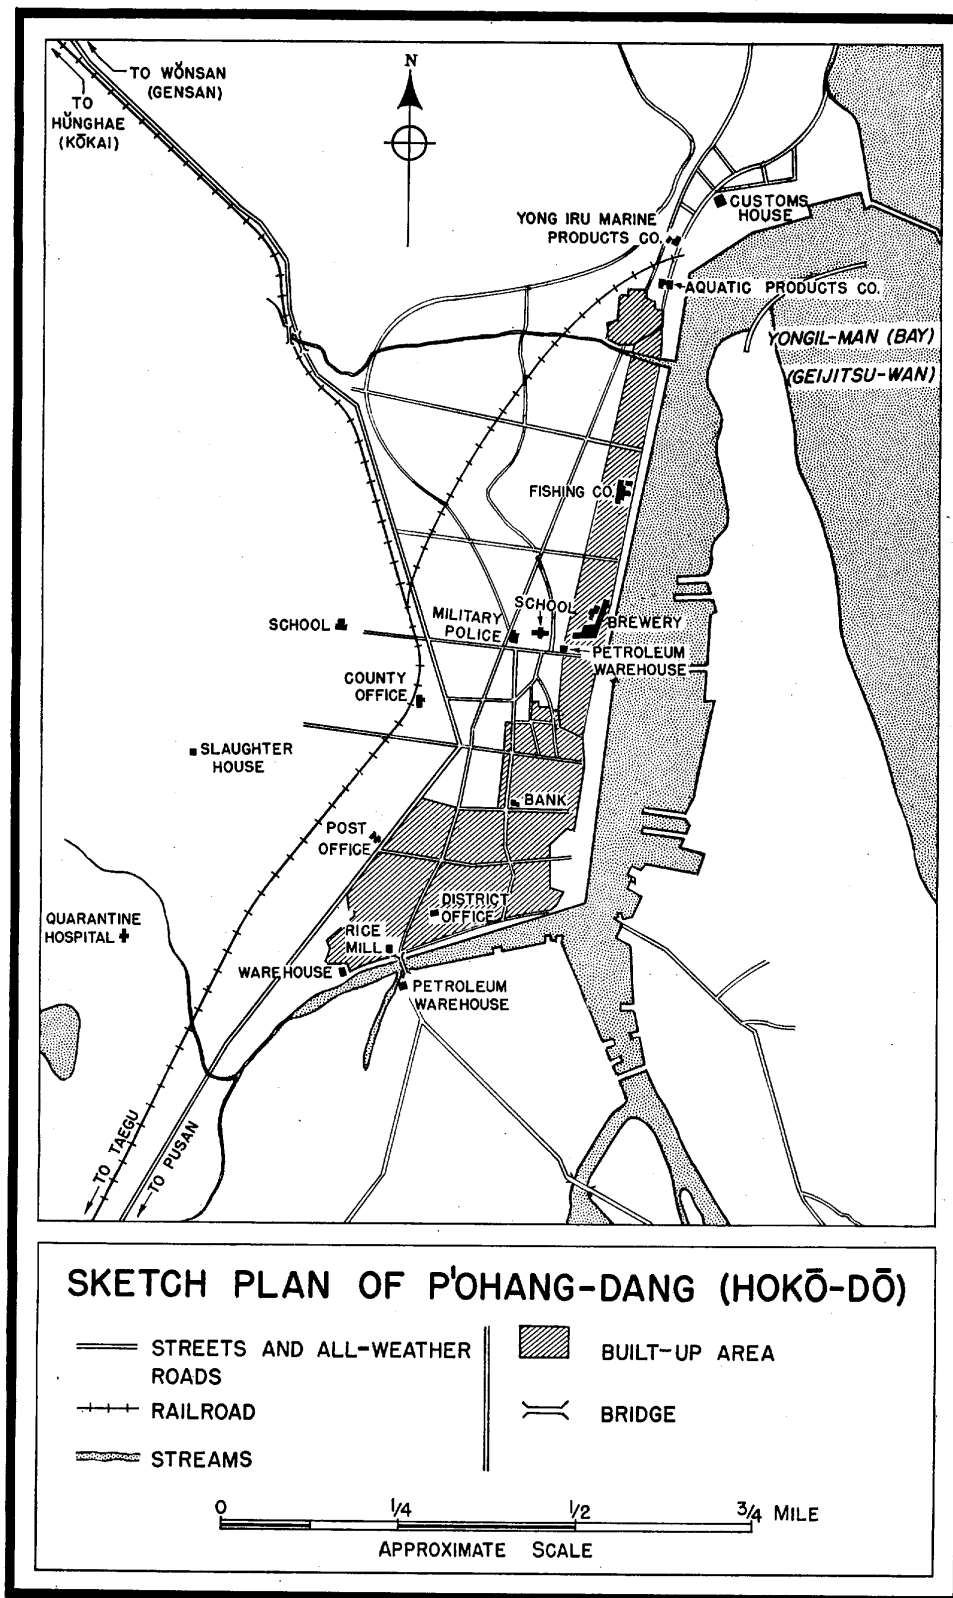 TO WŎNSAN
(GENSAN)
TO
HŬNGHAE
(KŌKAI)
N
CUSTOMS
HOUSE
YONG IRU MARINE
PRODUCTS CO.
AQUATIC PRODUCTS CO.
YONGIL-MAN (BAY)
(GEIJITSU-WAN)
FISHING CO.
SCHOOL
MILITARY
POLICE
SCHOOL
BREWERY
PETROLEUM
WAREHOUSE
COUNTY
OFFICE
SLAUGHTER
HOUSE
BANK
POST
OFFICE
DISTRICT
OFFICE
QUARANTINE
HOSPITAL
RICE
MILL
WAREHOUSE
PETROLEUM
WAREHOUSE
TO TAEGU
TO PUSAN
SKETCH PLAN OF P'OHANG-DANG (HOKŌ-DŌ)
STREETS AND ALL-WEATHER
ROADS
RAILROAD
STREAMS
BUILT-UP AREA
BRIDGE
0 1/4 1/2 3/4 MILE
APPROXIMATE SCALE